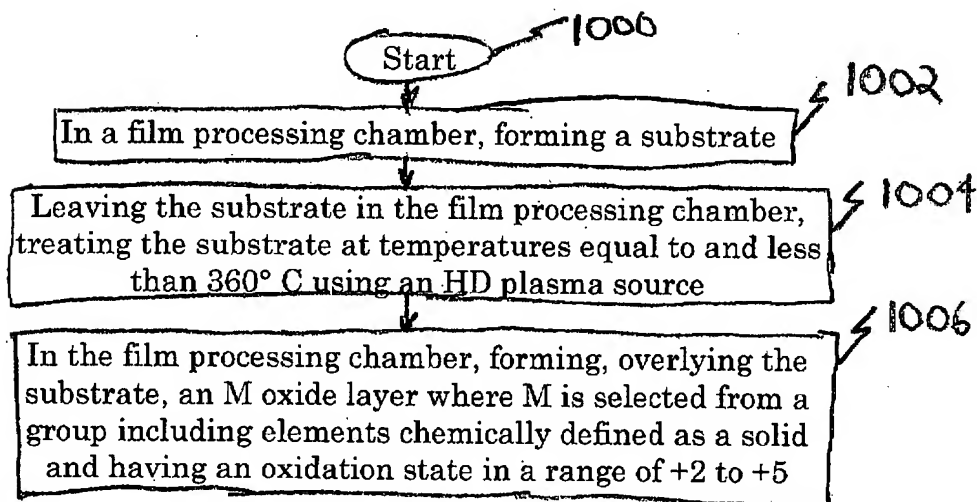 1000
Start
1002
In a film processing chamber, forming a substrate
1004
Leaving the substrate in the film processing chamber,
treating the substrate at temperatures equal to and less
than 360° C using an HD plasma source
1006
In the film processing chamber, forming, overlying the
substrate, an M oxide layer where M is selected from a
group including elements chemically defined as a solid
and having an oxidation state in a range of +2 to +5